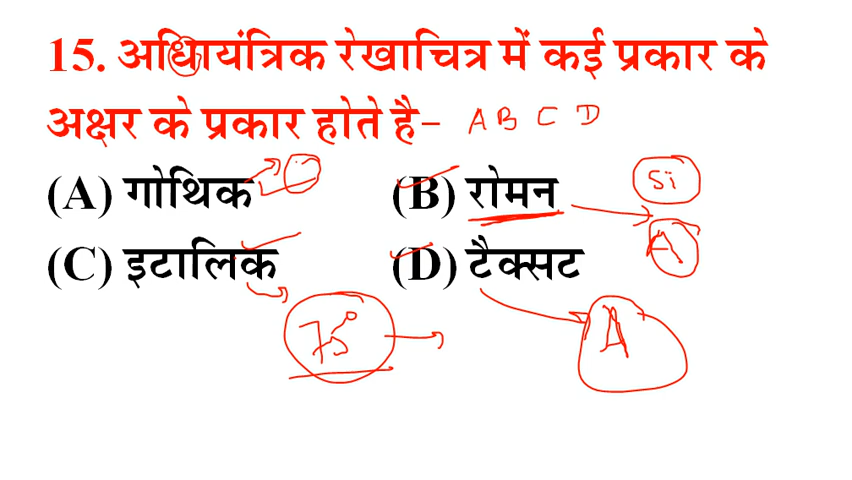 15. अधियंत्रिक रेखाचित्र में कई प्रकार के
अक्षर के प्रकार होते है- A B C D
(A) गोथिक (B) रोमन Si
(C) इटालिक (D) टैक्सट A
75° A